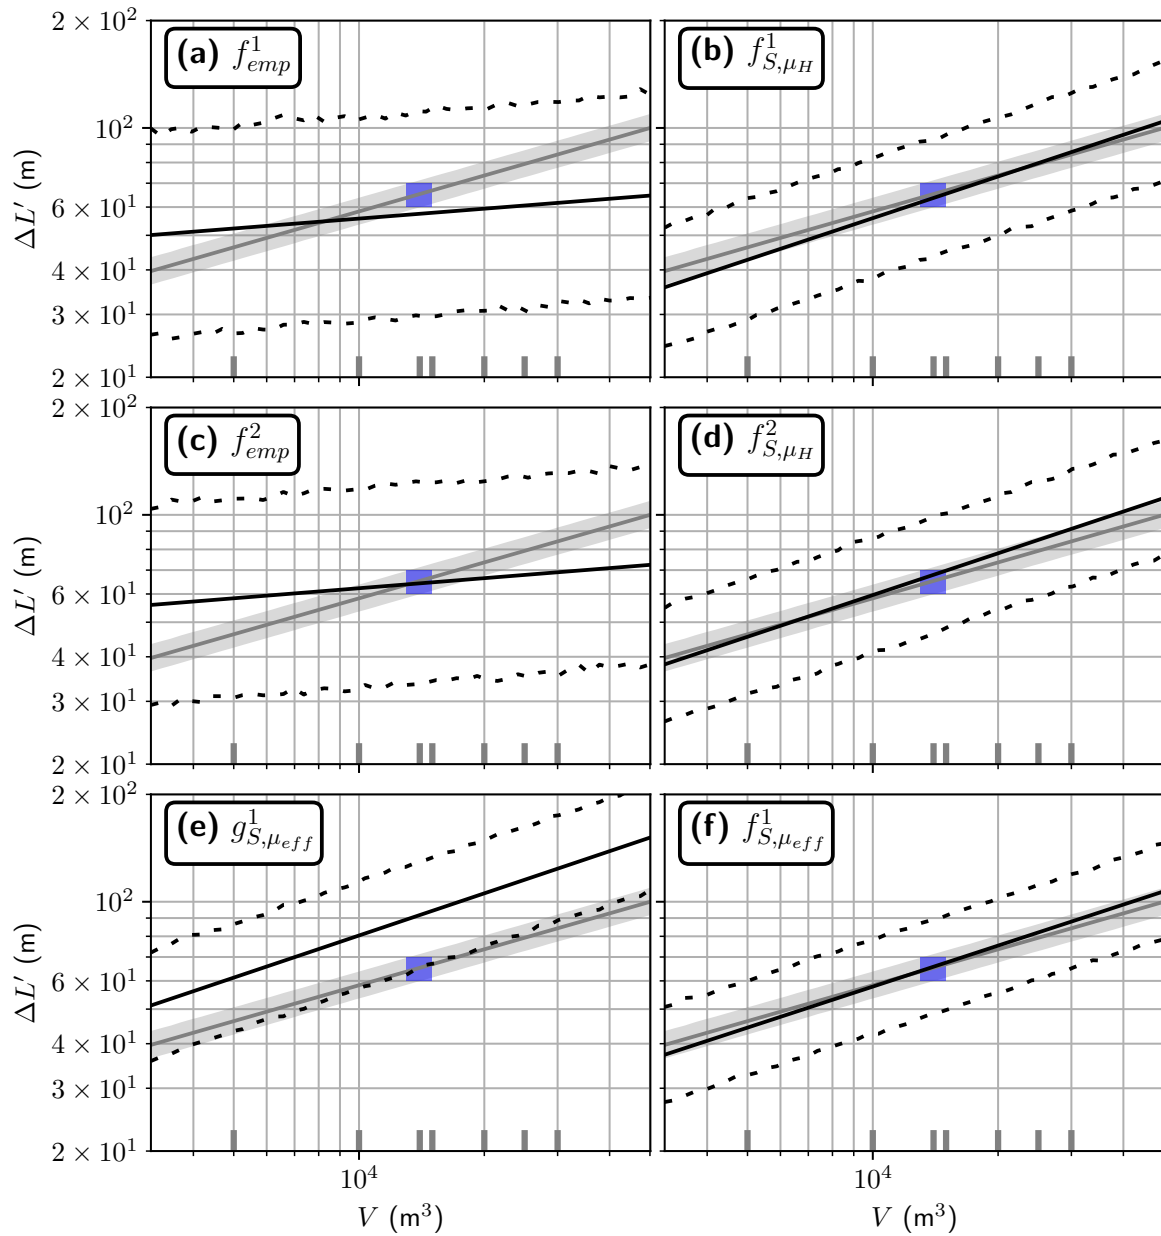 2 × 10²
(a) f¹emp
(b) f¹S,μH
10²
ΔL′ (m)
6 × 10¹
4 × 10¹
3 × 10¹
2 × 10¹
2 × 10²
(c) f²emp
(d) f²S,μH
10²
ΔL′ (m)
6 × 10¹
4 × 10¹
3 × 10¹
2 × 10¹
2 × 10²
(e) g¹S,μeff
(f) f¹S,μeff
10²
ΔL′ (m)
6 × 10¹
4 × 10¹
3 × 10¹
2 × 10¹
10⁴
10⁴
V (m³)
V (m³)